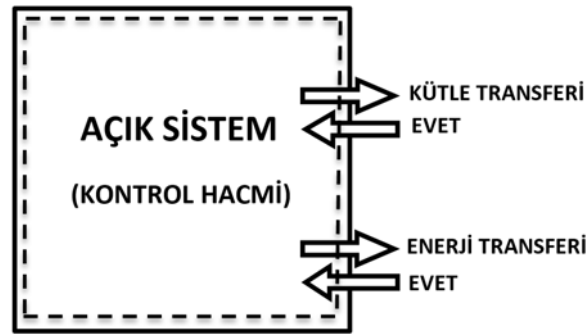 AÇIK SİSTEM
(KONTROL HACMİ)
KÜTLE TRANSFERİ
EVET
ENERJİ TRANSFERİ
EVET